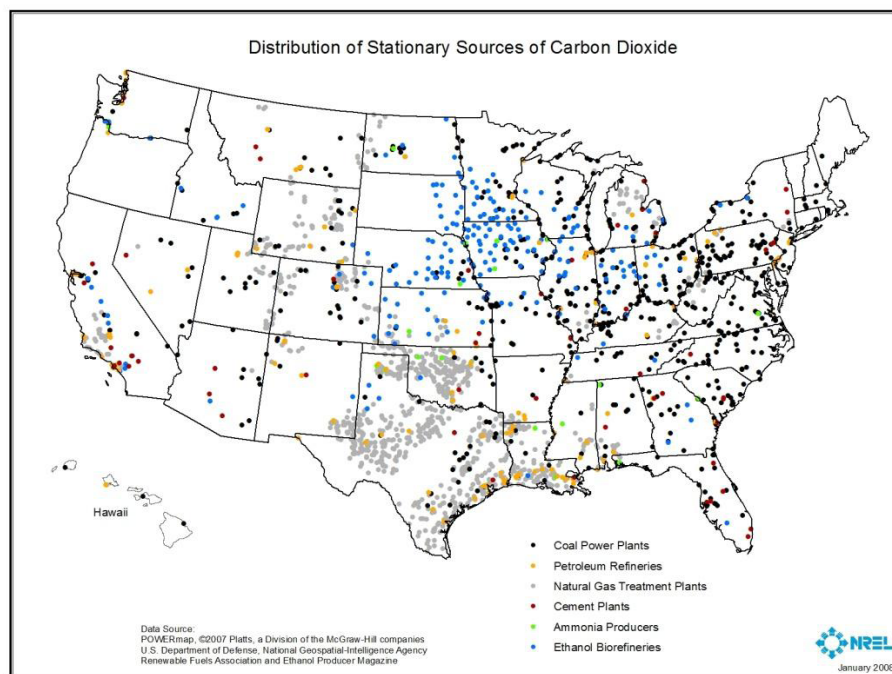 Distribution of Stationary Sources of Carbon Dioxide
Hawaii
Coal Power Plants
Petroleum Refineries
Natural Gas Treatment Plants
Cement Plants
Ammonia Producers
Ethanol Biorefineries
Data Source:
POWERmap, ©2007 Platts, a Division of the McGraw-Hill companies
U.S. Department of Defense, National Geospatial-Intelligence Agency
Renewable Fuels Association and Ethanol Producer Magazine
NREL
January 2008